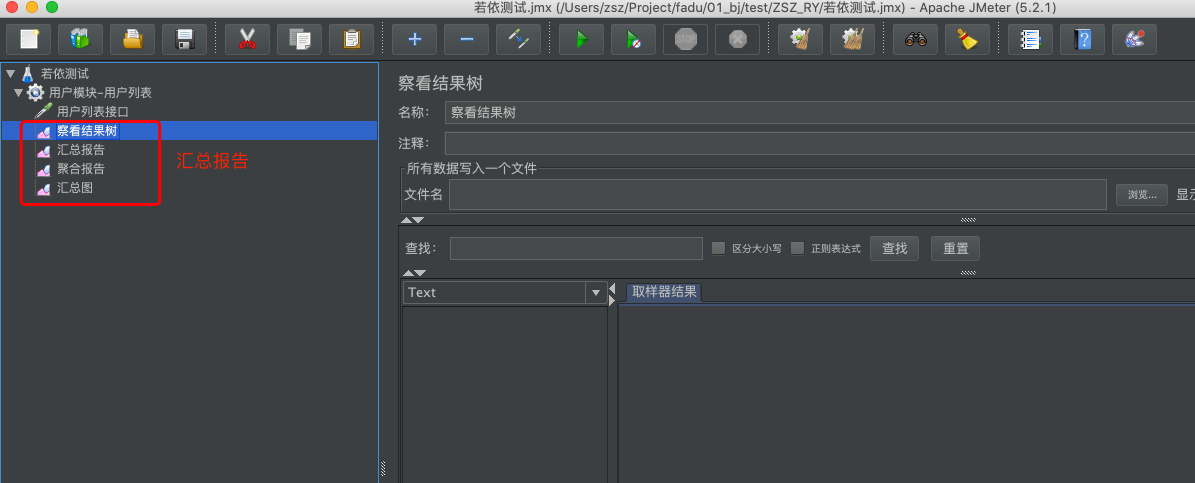 若依测试.jmx (/Users/zsz/Project/fadu/01_bj/test/ZSZ_RY/若依测试.jmx) - Apache JMeter (5.2.1)
STOP
若依测试
用户模块-用户列表
用户列表接口
察看结果树
汇总报告
聚合报告
汇总图
汇总报告
察看结果树
名称： 察看结果树
注释：
所有数据写入一个文件
文件名 浏览... 显示
查找： 区分大小写 正则表达式 查找 重置
Text 取样器结果